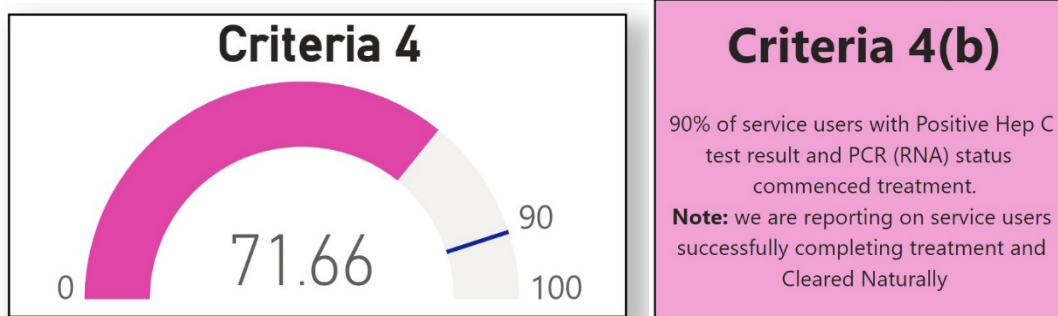 Criteria 4
71.66
0
90
100
Criteria 4(b)
90% of service users with Positive Hep C
test result and PCR (RNA) status
commenced treatment.
Note: we are reporting on service users
successfully completing treatment and
Cleared Naturally